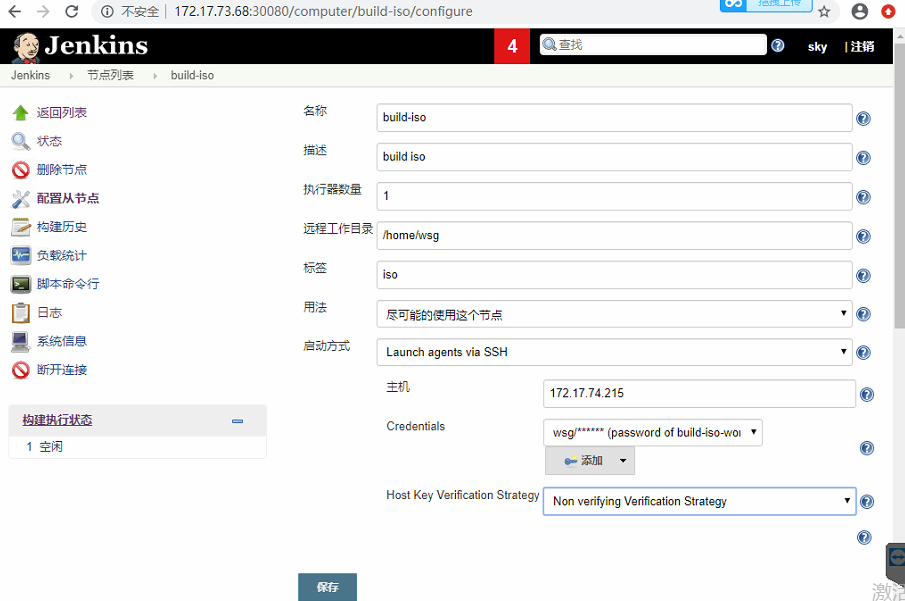 不安全 | 172.17.73.68:30080/computer/build-iso/configure
拖拽上传
Jenkins
4
查找
sky
| 注销
Jenkins
节点列表
build-iso
返回列表
状态
删除节点
配置从节点
构建历史
负载统计
脚本命令行
日志
系统信息
断开连接
构建执行状态
1 空闲
名称
build-iso
描述
build iso
执行器数量
1
远程工作目录
/home/wsg
标签
iso
用法
尽可能的使用这个节点
启动方式
Launch agents via SSH
主机
172.17.74.215
Credentials
wsg/****** (password of build-iso-wor
添加
Host Key Verification Strategy
Non verifying Verification Strategy
保存
激活